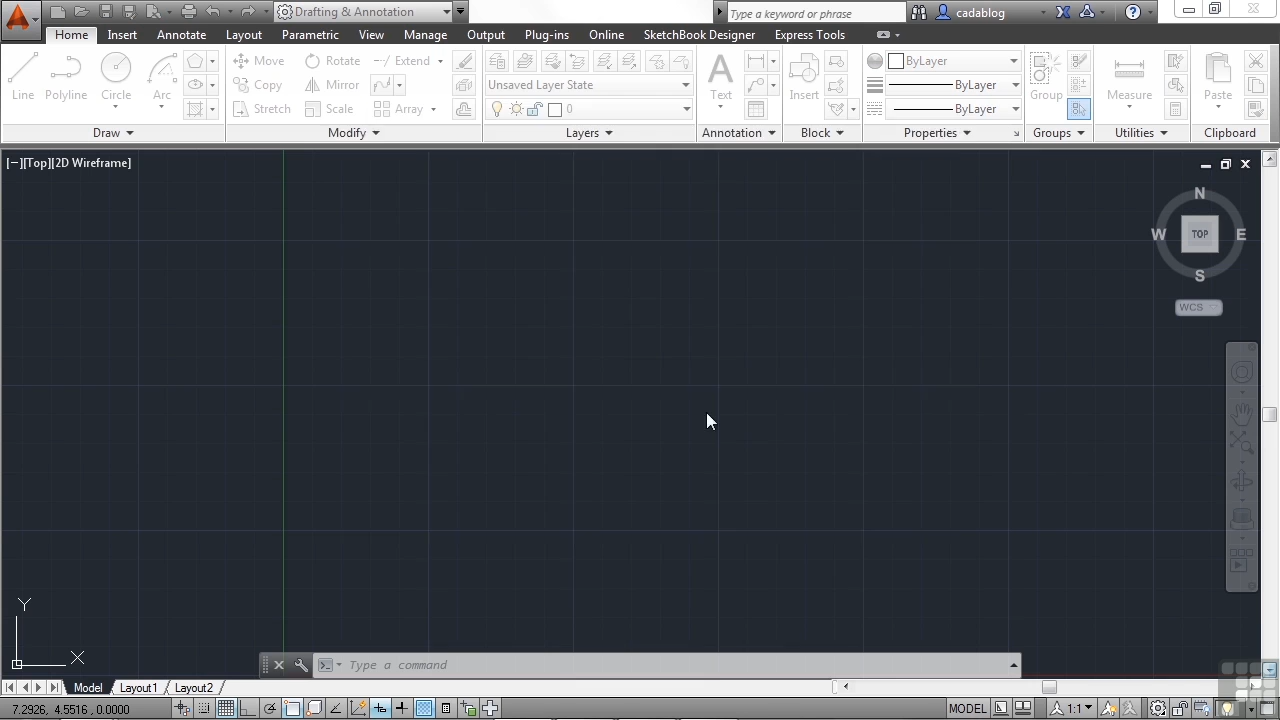 Drafting & Annotation
Type a keyword or phrase
cadablog
?
Home Insert Annotate Layout Parametric View Manage Output Plug-ins Online SketchBook Designer Express Tools
Line Polyline Circle Arc
Move Rotate Extend
Copy Mirror
Stretch Scale Array
Unsaved Layer State
0
A
Text
Insert
ByLayer
ByLayer
ByLayer
Group
Measure
Paste
Draw Modify Layers Annotation Block Properties Groups Utilities Clipboard
[−][Top][2D Wireframe]
N
W TOP E
S
WCS
Y
X
Type a command
Model Layout1 Layout2
7.2926, 4.5516 , 0.0000
MODEL
1:1